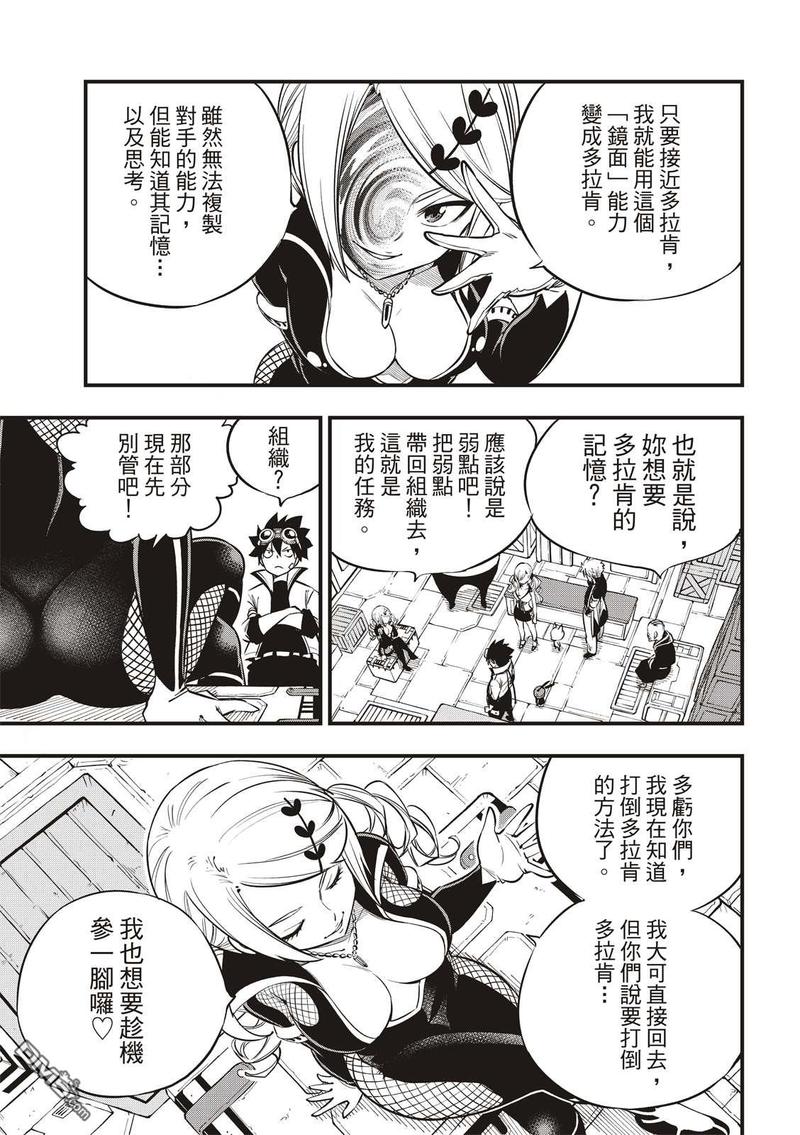 只要接近多拉肯，
我就能用這個
「鏡面」能力
變成多拉肯。
雖然無法複製
對手的能力，
但能知道其記憶…
以及思考。
也就是說，
妳想要
多拉肯的
記憶？
應該說是
弱點吧！
把弱點
帶回組織去，
這就是
我的任務。
組織？
那部分
現在先
別管吧！
多虧你們，
我現在知道
打倒多拉肯
的方法了。
我大可直接回去，
但你們說要打倒
多拉肯…
我也想要趁機
參一腳囉♡